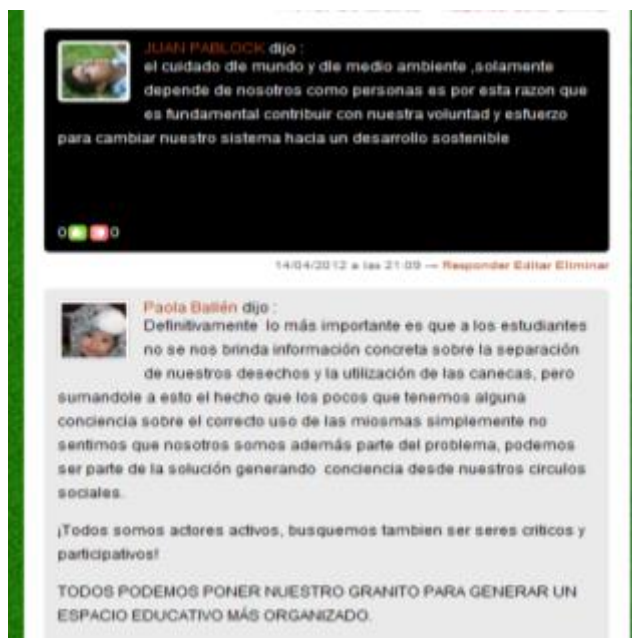 JUAN PABLOCK dijo :
el cuidado dle mundo y dle medio ambiente ,solamente
depende de nosotros como personas es por esta razon que
es fundamental contribuir con nuestra voluntad y esfuerzo
para cambiar nuestro sistema hacia un desarrollo sostenible
0 0
14/04/2012 a las 21:09 — Responder Editar Eliminar
Paola Ballén dijo :
Definitivamente lo más importante es que a los estudiantes
no se nos brinda información concreta sobre la separación
de nuestros desechos y la utilización de las canecas, pero
sumandole a esto el hecho que los pocos que tenemos alguna
conciencia sobre el correcto uso de las miosmas simplemente no
sentimos que nosotros somos además parte del problema, podemos
ser parte de la solución generando conciencia desde nuestros circulos
sociales.
¡Todos somos actores activos, busquemos tambien ser seres criticos y
participativos!
TODOS PODEMOS PONER NUESTRO GRANITO PARA GENERAR UN
ESPACIO EDUCATIVO MÁS ORGANIZADO.